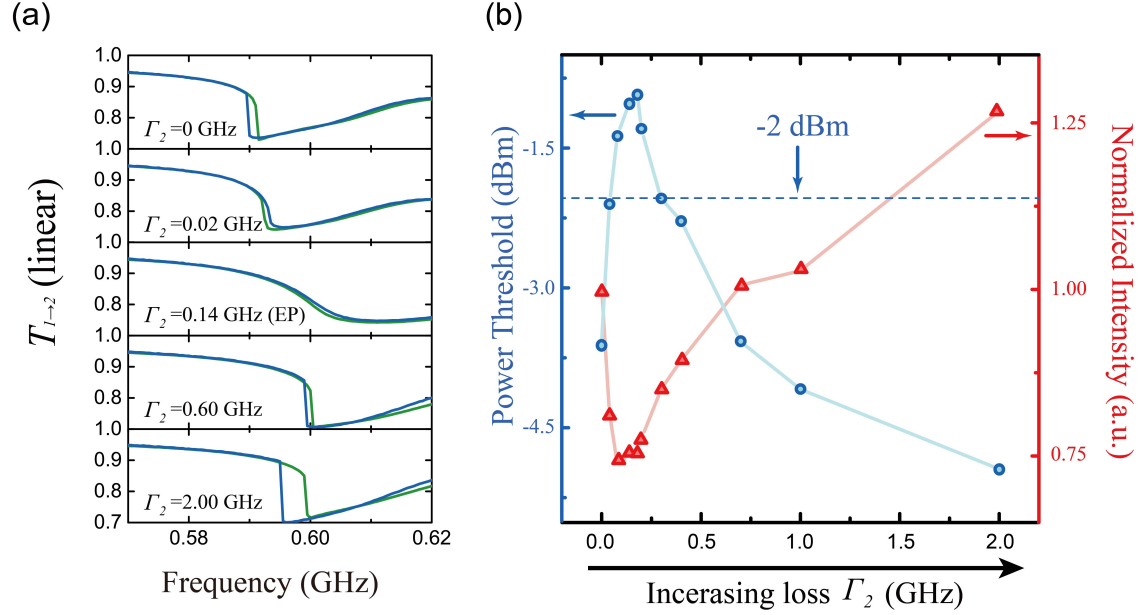 (a)
(b)
T1→2 (linear)
1.0
0.9
0.8
Γ2=0 GHz
1.0
0.9
0.8
Γ2=0.02 GHz
1.0
0.9
0.8
Γ2=0.14 GHz (EP)
1.0
0.9
0.8
Γ2=0.60 GHz
1.0
0.9
0.8
0.7
Γ2=2.00 GHz
0.58
0.60
0.62
Frequency (GHz)
Power Threshold (dBm)
-1.5
-3.0
-4.5
-2 dBm
1.25
1.00
0.75
Normalized Intensity (a.u.)
0.0
0.25
0.5
1.0
1.5
2.0
Incerasing loss Γ2 (GHz)